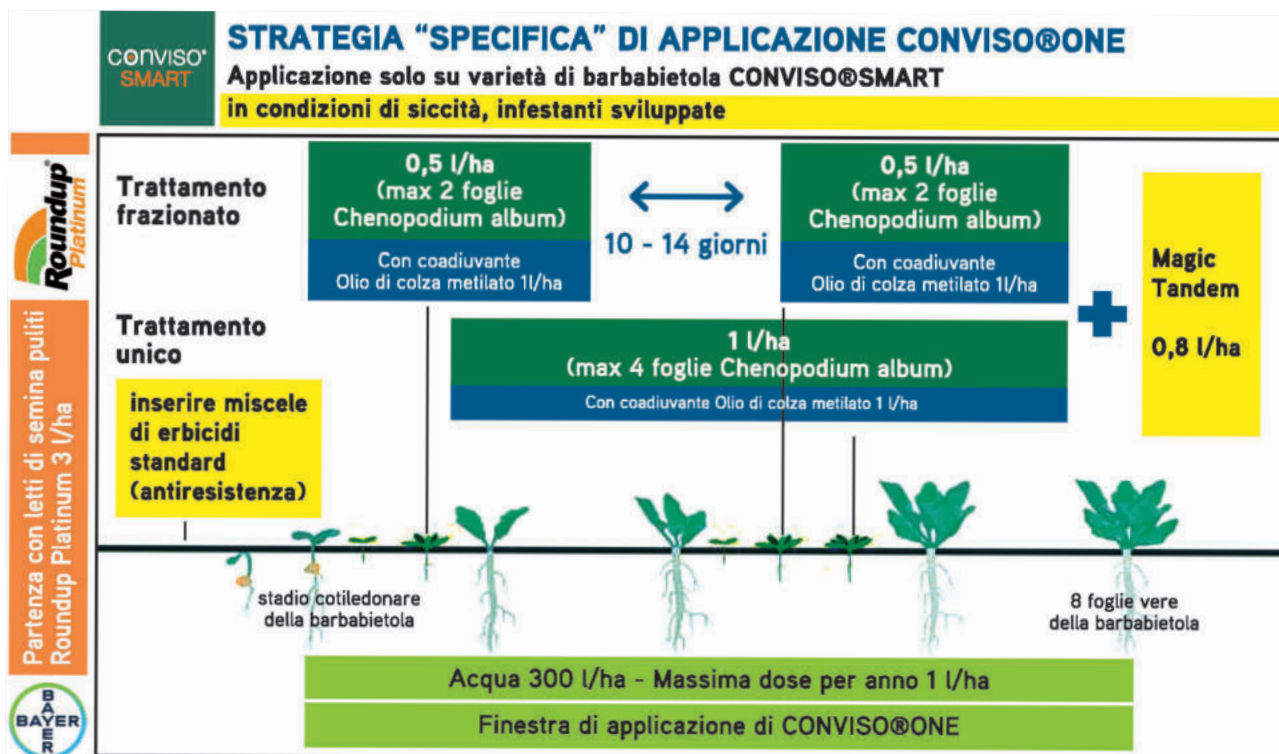 CONVISO®
SMART
STRATEGIA “SPECIFICA” DI APPLICAZIONE CONVISO®ONE
Applicazione solo su varietà di barbabietola CONVISO®SMART
in condizioni di siccità, infestanti sviluppate
Roundup®
Platinum
Partenza con letti di semina puliti
Roundup Platinum 3 l/ha
BAYER
BAYER
Trattamento
frazionato
0,5 l/ha
(max 2 foglie
Chenopodium album)
Con coadiuvante
Olio di colza metilato 1l/ha
10 - 14 giorni
0,5 l/ha
(max 2 foglie
Chenopodium album)
Con coadiuvante
Olio di colza metilato 1l/ha
Magic
Tandem
0,8 l/ha
Trattamento
unico
1 l/ha
(max 4 foglie Chenopodium album)
Con coadiuvante Olio di colza metilato 1 l/ha
inserire miscele
di erbicidi
standard
(antiresistenza)
stadio cotiledonare
della barbabietola
8 foglie vere
della barbabietola
Acqua 300 l/ha - Massima dose per anno 1 l/ha
Finestra di applicazione di CONVISO®ONE